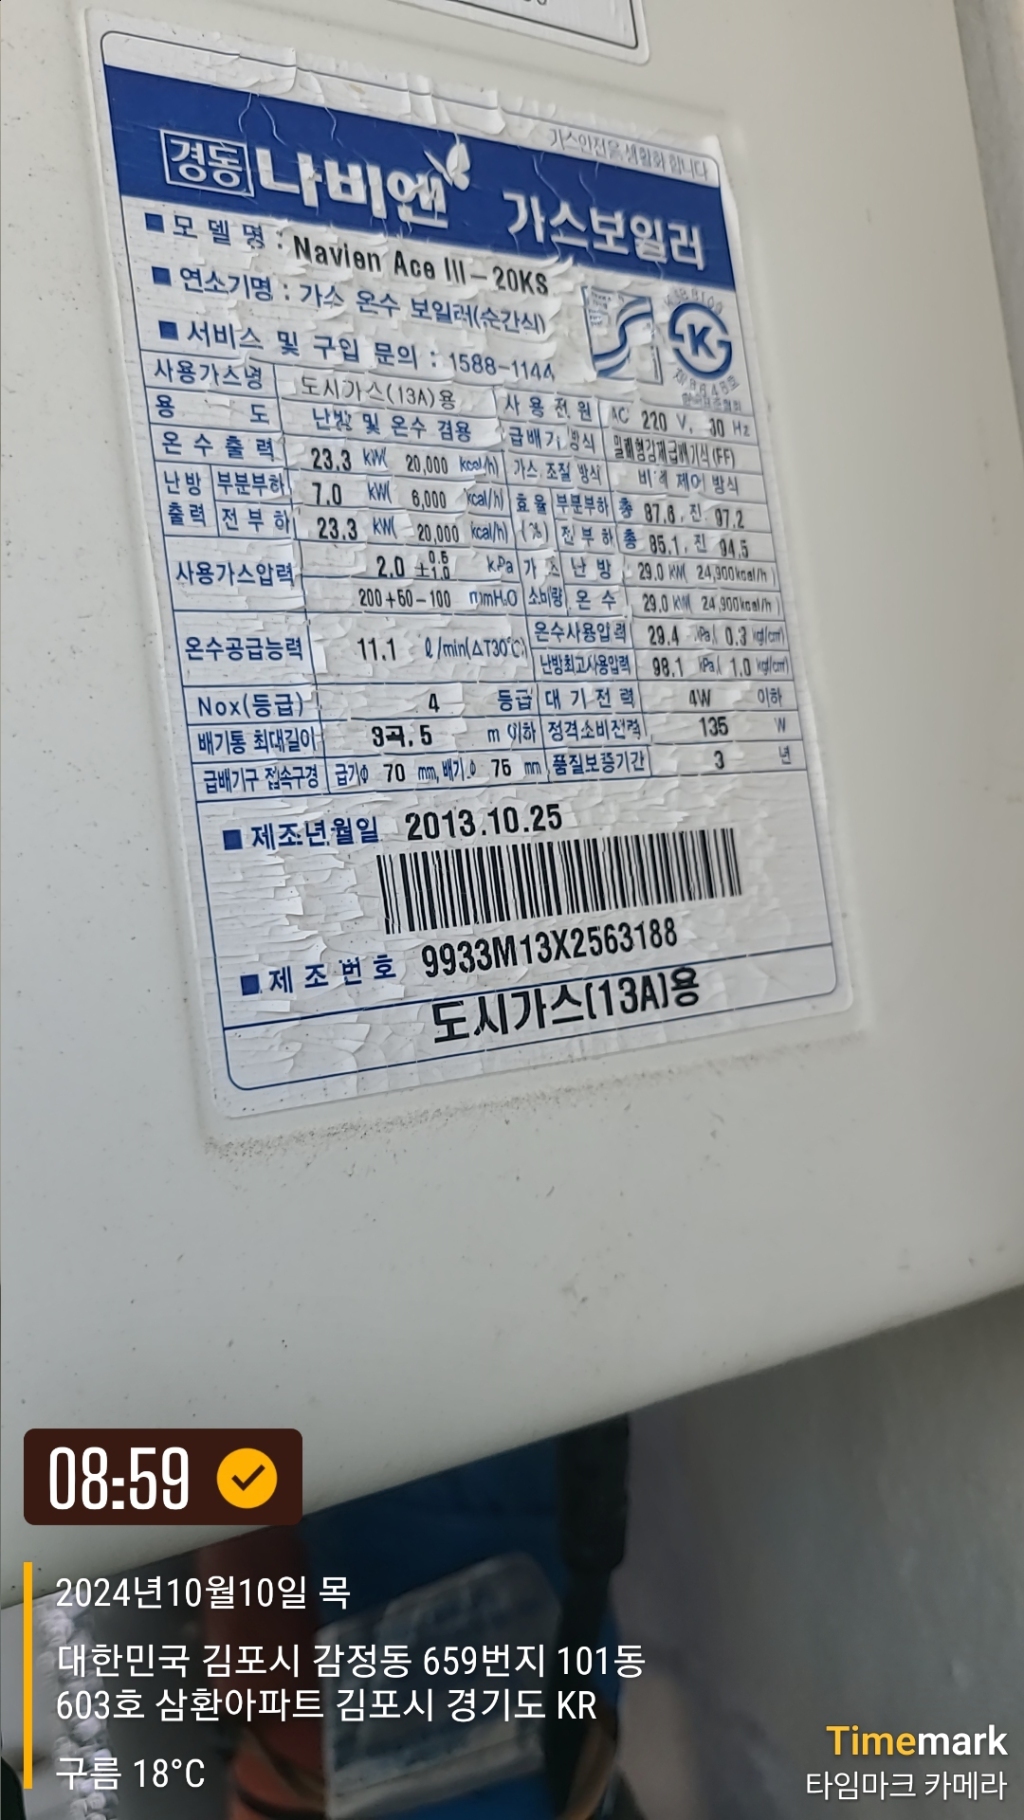 가스안전을 생활화 합니다
경동 나비엔 가스보일러
■ 모델명 : Navien Ace III-20KS
■ 연소기명 : 가스 온수 보일러(순간식)
■ 서비스 및 구입 문의 : 1588-1144
사용가스명 도시가스(13A)용 사용전원 AC 220 V, 30 Hz
용 도 난방 및 온수 겸용 급배기 방식 밀폐형강제급배기식(FF)
온수출력 23.3 kW( 20,000 kcal/h) 가스 조절 방식 비례 제어 방식
난방출력 부분부하 7.0 kW( 6,000 kcal/h) 효율(%) 부분부하 총 87.6, 진 97.2
전부하 23.3 kW( 20,000 kcal/h) 전부하 총 85.1, 진 94.5
사용가스압력 2.0 ±0.5 1.0 kPa 가스소비량 난방 29.0 kW( 24,900kcal/h )
200+50-100 mmH2O 온수 29.0 kW( 24,900kcal/h )
온수공급능력 11.1 ℓ/min(ΔT30℃) 온수사용압력 29.4 kPa( 0.3 kgf/cm²)
난방최고사용압력 98.1 kPa( 1.0 kgf/cm²)
Nox(등급) 4 등급 대기전력 4W 이하
배기통 최대길이 3곡.5 m 이하 정격소비전력 135 W
급배기구 접속구경 급기Φ 70 mm, 배기Φ 75 mm 품질보증기간 3 년
■ 제조년월일 2013.10.25
■ 제조번호 9933M13X2563188
도시가스(13A)용
08:59
2024년10월10일 목
대한민국 김포시 감정동 659번지 101동
603호 삼환아파트 김포시 경기도 KR
구름 18°C
Timemark
타임마크 카메라